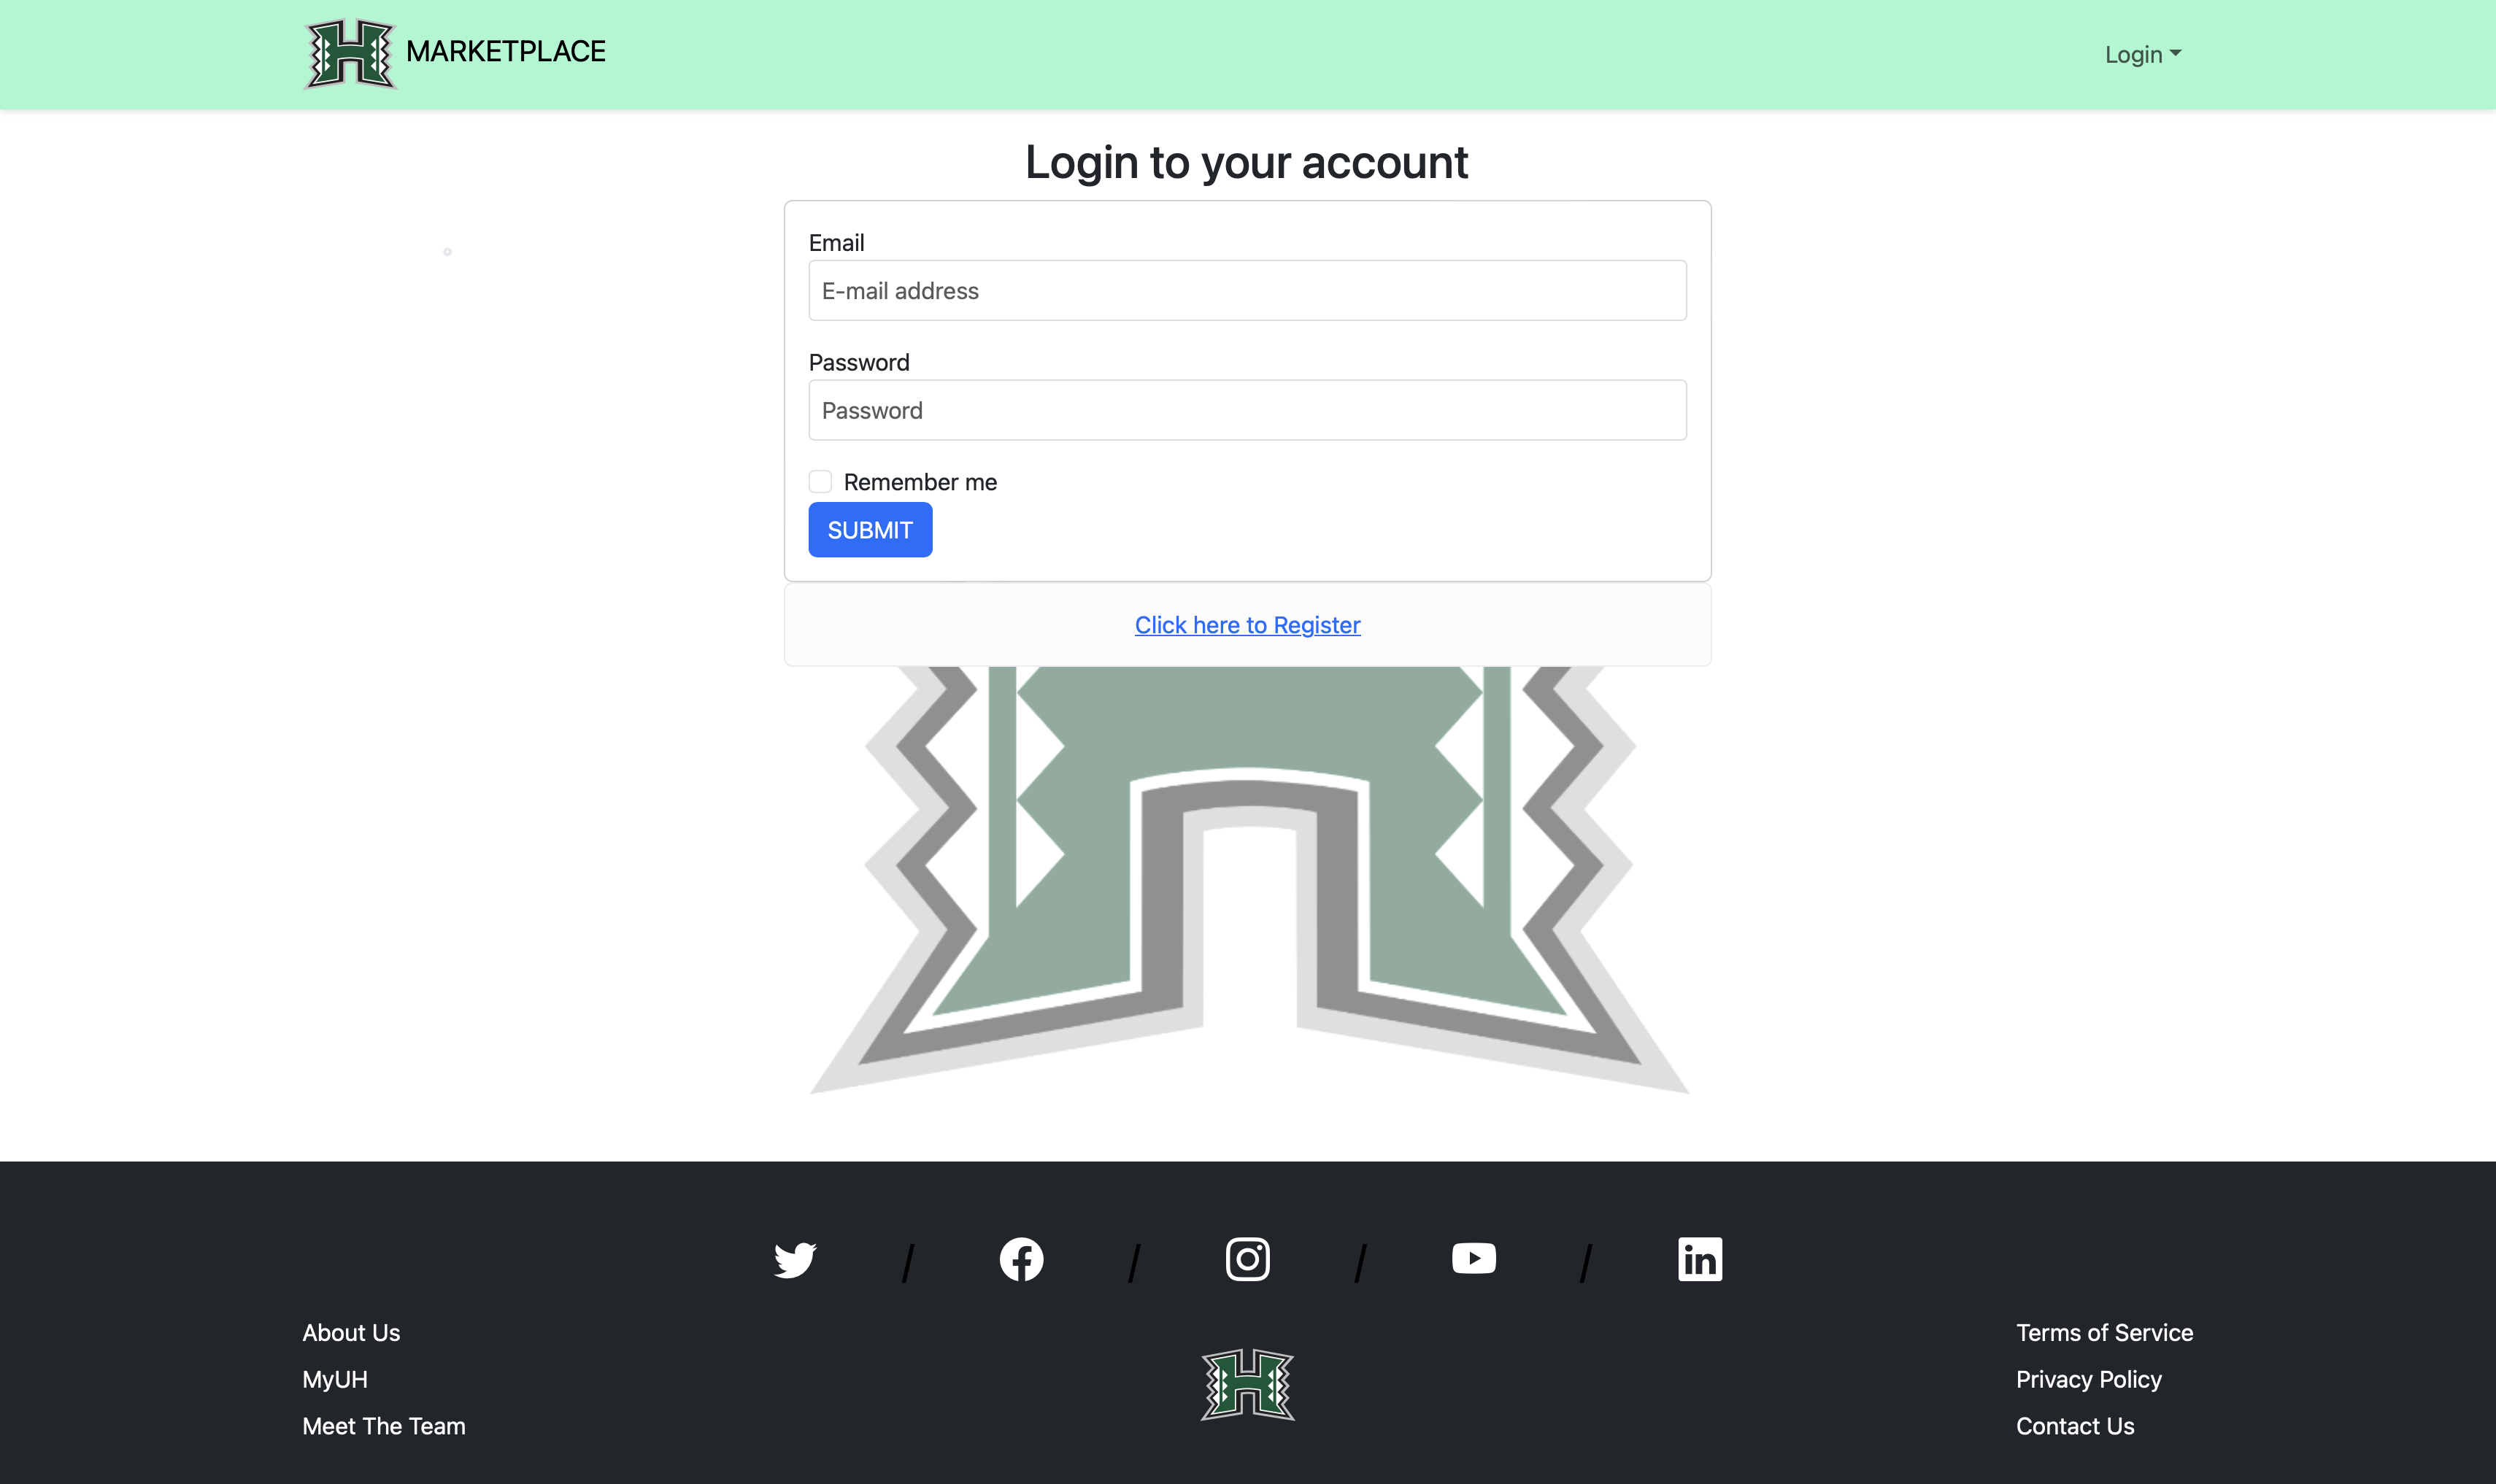 MARKETPLACE
Login
Login to your account
Email
E-mail address
Password
Password
Remember me
SUBMIT
Click here to Register
/ / / /
About Us
MyUH
Meet The Team
Terms of Service
Privacy Policy
Contact Us